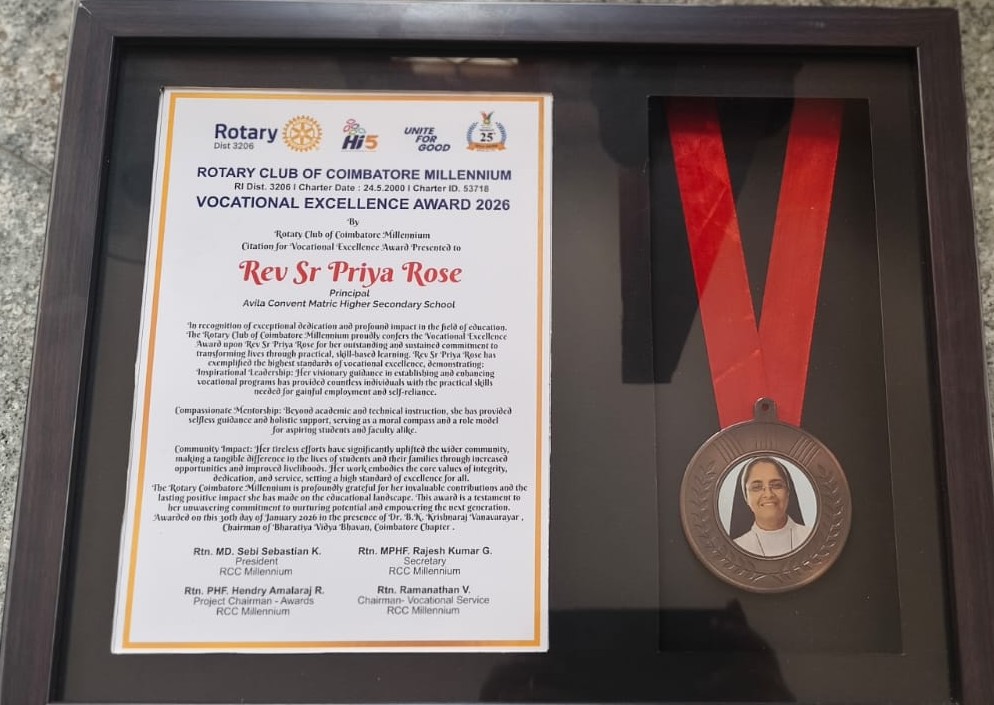 Rotary
Dist 3206
Hi5
UNITE
FOR
GOOD
25
ROTARY CLUB OF COIMBATORE MILLENNIUM
RI Dist. 3206 I Charter Date : 24.5.2000 I Charter ID. 53718
VOCATIONAL EXCELLENCE AWARD 2026
By
Rotary Club of Coimbatore Millennium
Citation for Vocational Excellence Award Presented to
Rev Sr Priya Rose
Principal
Avila Convent Matric Higher Secondary School
In recognition of exceptional dedication and profound impact in the field of education.
The Rotary Club of Coimbatore Millennium proudly confers the Vocational Excellence
Award upon Rev Sr Priya Rose for her outstanding and sustained commitment to
transforming lives through practical, skill-based learning. Rev Sr Priya Rose has
exemplified the highest standards of vocational excellence, demonstrating:
Inspirational Leadership: Her visionary guidance in establishing and enhancing
vocational programs has provided countless individuals with the practical skills
needed for gainful employment and self-reliance.
Compassionate Mentorship: Beyond academic and technical instruction, she has provided
selfless guidance and holistic support, serving as a moral compass and a role model
for aspiring students and faculty alike.
Community Impact: Her tireless efforts have significantly uplifted the wider community,
making a tangible difference in the lives of students and their families through increased
opportunities and improved livelihoods. Her work embodies the core values of integrity,
dedication, and service, setting a high standard of excellence for all.
The Rotary Coimbatore Millennium is profoundly grateful for her invaluable contributions and the
lasting positive impact she has made on the educational landscape. This award is a testament to
her unwavering commitment to nurturing potential and empowering the next generation.
Awarded on this 30th day of January 2026 in the presence of Dr. B.K. Krishnaraj Vanavarayar ,
Chairman of Bharatiya Vidya Bhavan, Coimbatore Chapter .
Rtn. MD. Sebi Sebastian K.
President
RCC Millennium
Rtn. MPHF. Rajesh Kumar G.
Secretary
RCC Millennium
Rtn. PHF. Hendry Amalaraj R.
Project Chairman - Awards
RCC Millennium
Rtn. Ramanathan V.
Chairman- Vocational Service
RCC Millennium